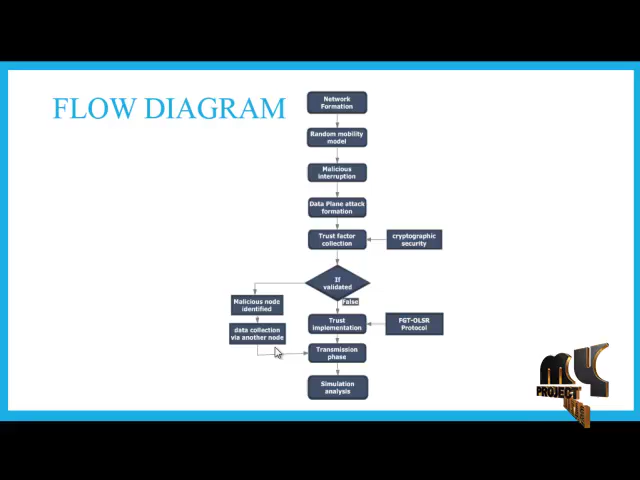 FLOW DIAGRAM
Network
Formation
Random mobility
model
Malicious
interruption
Data Plane attack
formation
Trust factor
collection
cryptographic
security
If
validated
False
Malicious node
identified
data collection
via another node
Trust
implementation
FGT-OLSR
Protocol
Transmission
phase
Simulation
analysis
MY
PROJECT